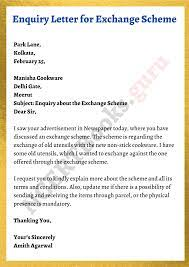 Enquiry Letter for Exchange Scheme
Park Lane,
Kolkata,
February 25,
Manisha Cookware
Delhi Gate,
Meerut
Subject: Enquiry about the Exchange Scheme
Dear Sir,
I saw your advertisement in Newspaper today, where you
have discussed an exchange scheme. The scheme is regarding the
exchange of old utensils with the new non-stick cookware. I have
some old utensils, which I wanted to exchange against the one
offered through the exchange scheme.
I request you to kindly explain more about the scheme and all its
terms and conditions. Also, update me if there is a possibility of
sending and receiving the items through parcel, or the physical
presence is mandatory.
Thanking You,
Your's Sincerely
Amith Agarwal